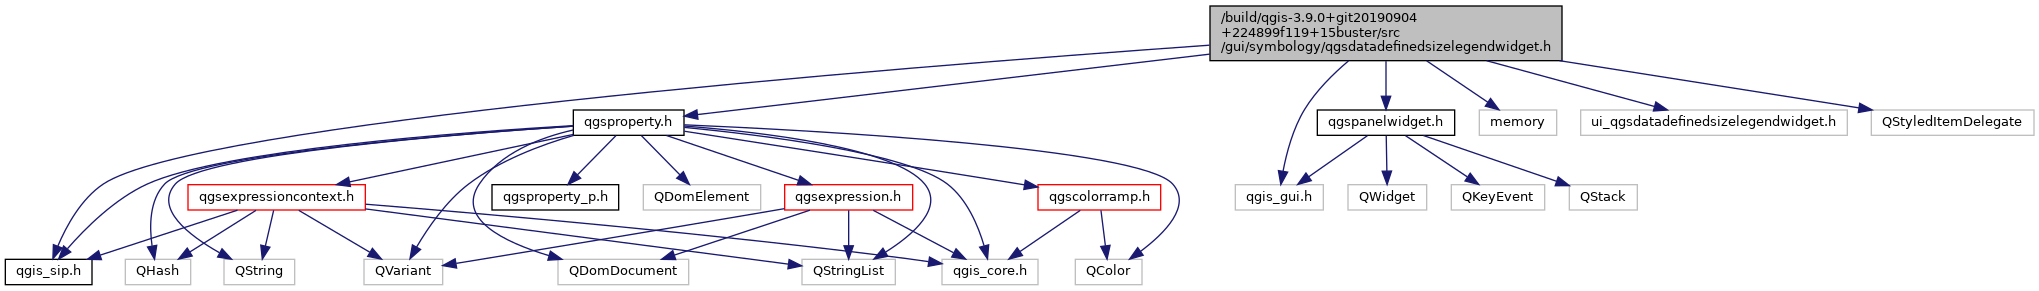 /build/qgis-3.9.0+git20190904
+224899f119+15buster/src
/gui/symbology/qgsdatadefinedsizelegendwidget.h
qgsproperty.h
qgspanelwidget.h
memory
ui_qgsdatadefinedsizelegendwidget.h
QStyledItemDelegate
qgsexpressioncontext.h
qgsproperty_p.h
QDomElement
qgsexpression.h
qgscolorramp.h
qgis_gui.h
QWidget
QKeyEvent
QStack
qgis_sip.h
QHash
QString
QVariant
QDomDocument
QStringList
qgis_core.h
QColor